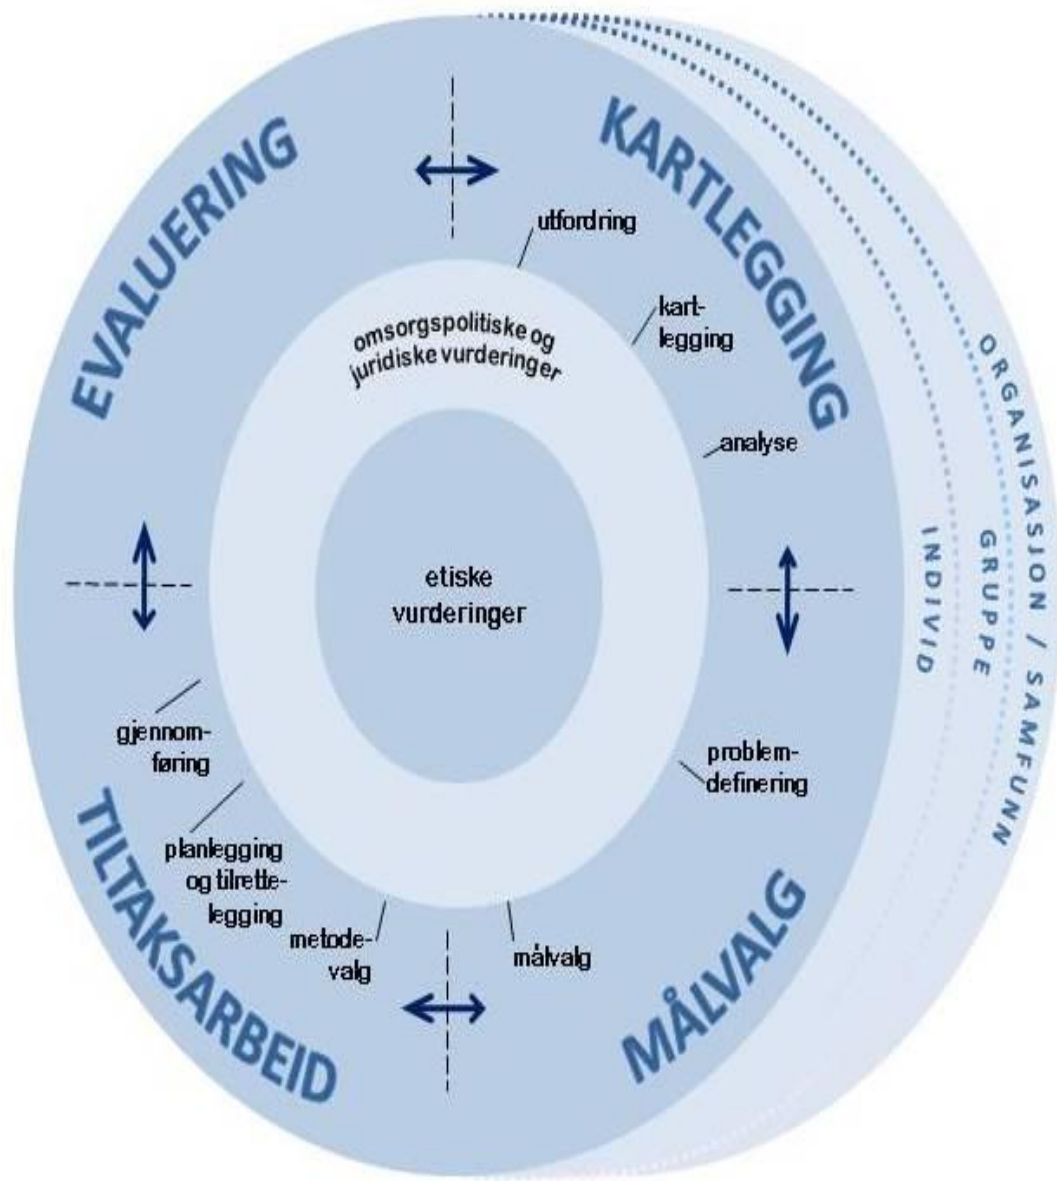 EVALUERING
KARTLEGGING
utfordring
kart-
legging
analyse
omsorgspolitiske og
juridiske vurderinger
etiske
vurderinger
ORGANISASJON / SAMFUNN
GRUPPE
INDIVID
problem-
definering
MÅLVALG
målvalg
metode-
valg
planlegging
og tilrette-
legging
gjennom-
føring
TILTAKSARBEID